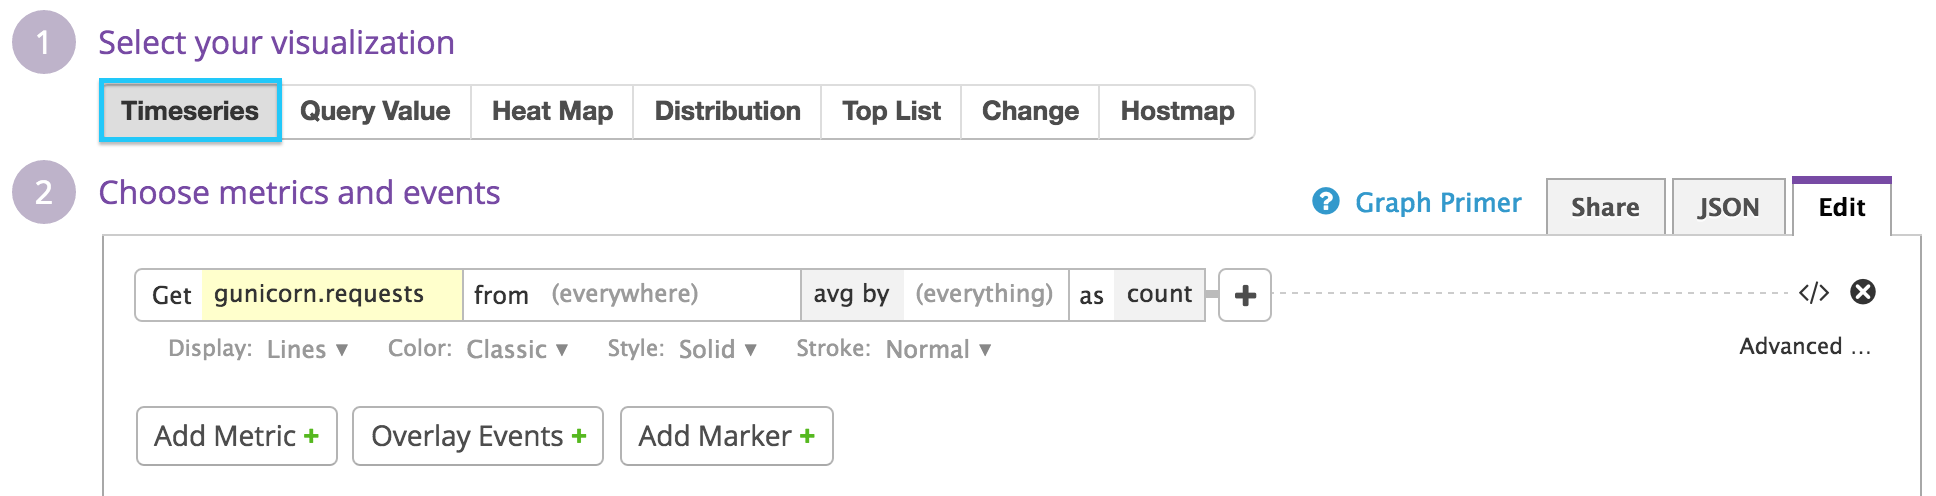 1 Select your visualization
Timeseries Query Value Heat Map Distribution Top List Change Hostmap
2 Choose metrics and events
? Graph Primer Share JSON Edit
Get gunicorn.requests from (everywhere) avg by (everything) as count + </>
Display: Lines ▼ Color: Classic ▼ Style: Solid ▼ Stroke: Normal ▼ Advanced ...
Add Metric + Overlay Events + Add Marker +